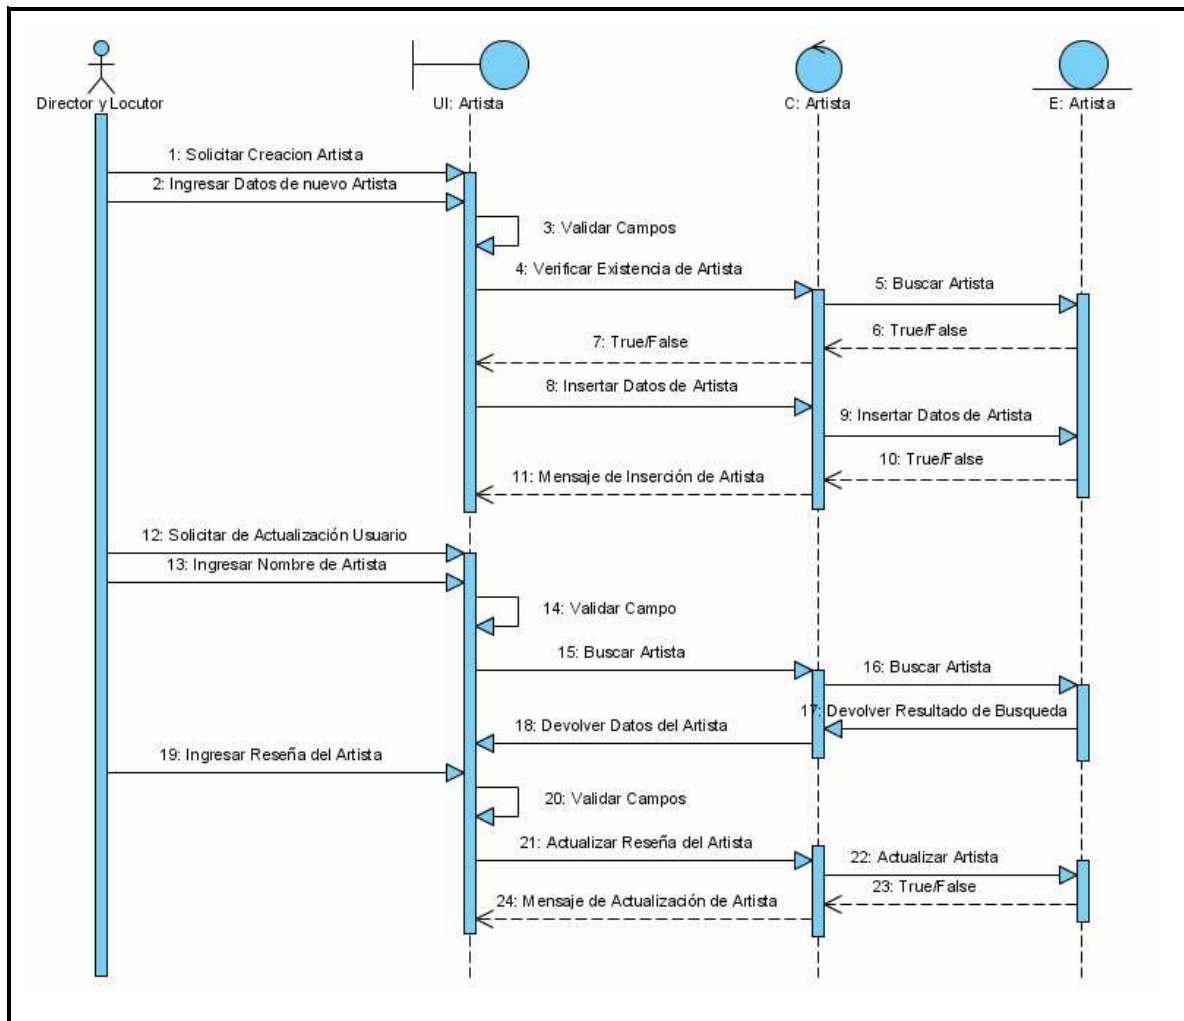 Director y Locutor
UI: Artista
C: Artista
E: Artista
1: Solicitar Creacion Artista
2: Ingresar Datos de nuevo Artista
3: Validar Campos
4: Verificar Existencia de Artista
5: Buscar Artista
6: True/False
7: True/False
8: Insertar Datos de Artista
9: Insertar Datos de Artista
10: True/False
11: Mensaje de Inserción de Artista
12: Solicitar de Actualización Usuario
13: Ingresar Nombre de Artista
14: Validar Campo
15: Buscar Artista
16: Buscar Artista
17: Devolver Resultado de Busqueda
18: Devolver Datos del Artista
19: Ingresar Reseña del Artista
20: Validar Campos
21: Actualizar Reseña del Artista
22: Actualizar Artista
23: True/False
24: Mensaje de Actualización de Artista